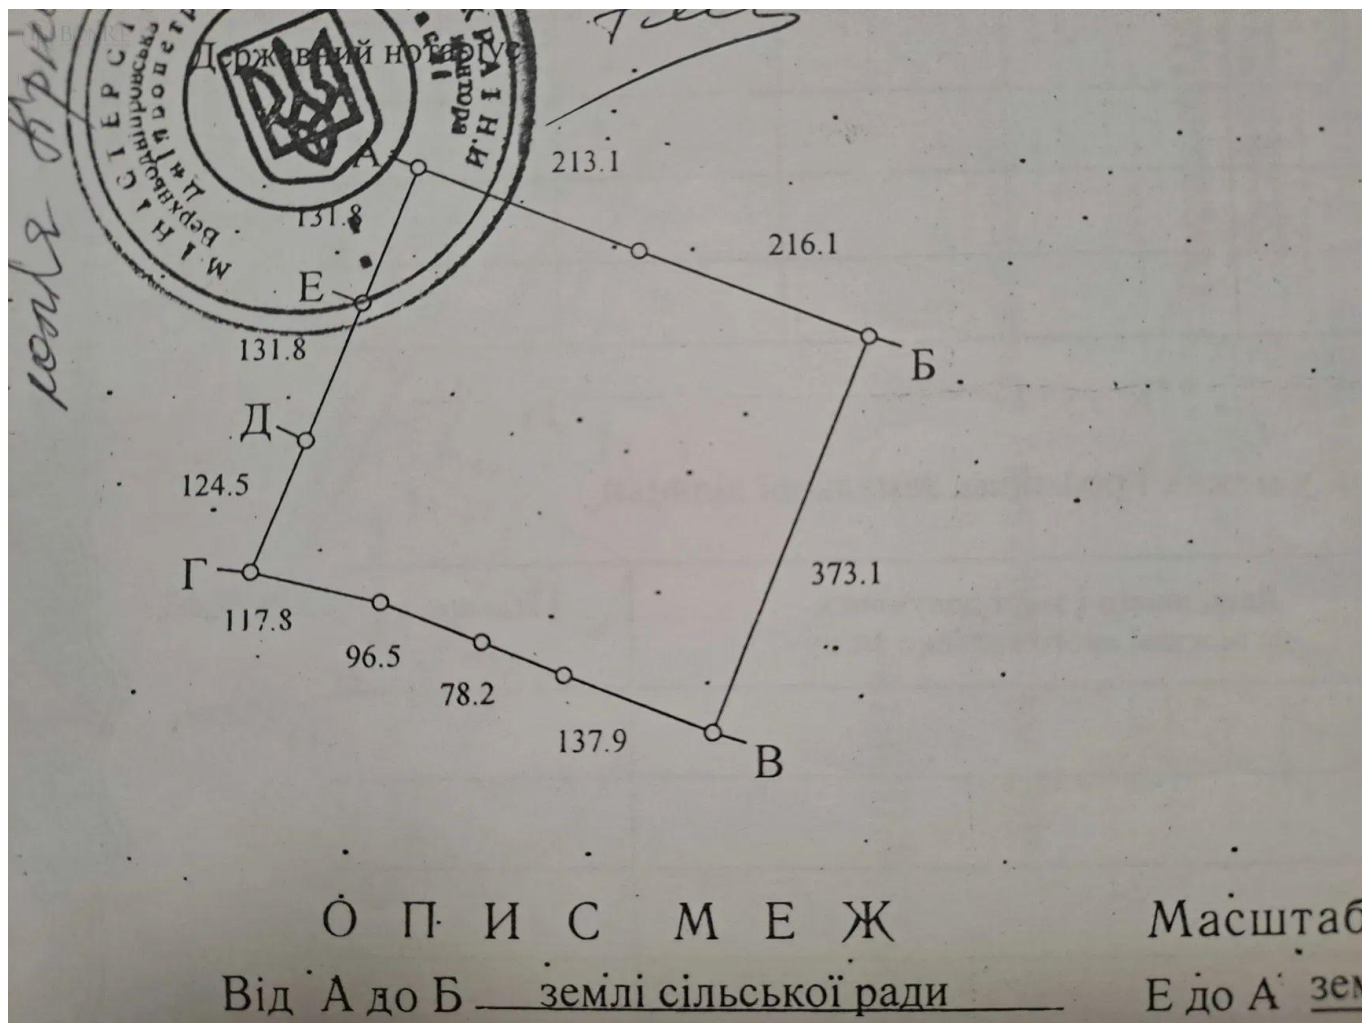 Державний нотаріус
А
213.1
131.8
216.1
Е
131.8
Б
Д
124.5
Г
373.1
117.8
96.5
78.2
137.9
В
О П И С М Е Ж
Масштаб
Від А до Б землі сільської ради
Е до А зем